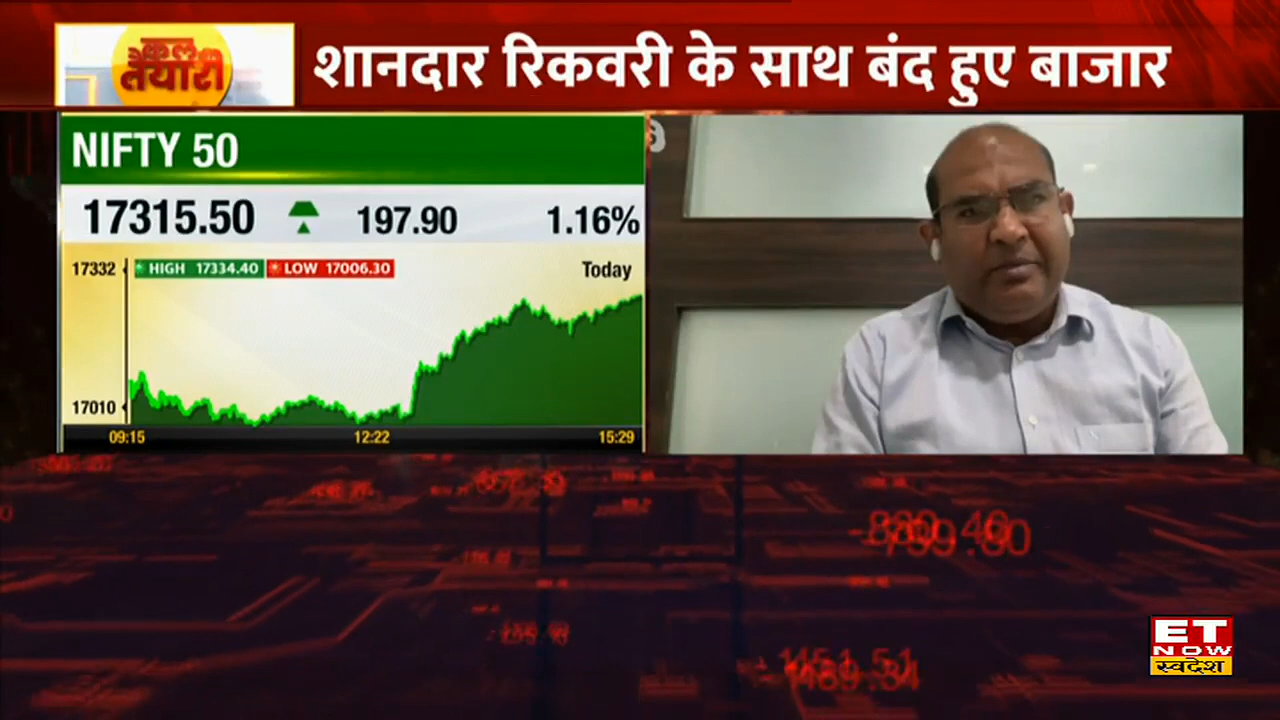 कल की
तैयारी
शानदार रिकवरी के साथ बंद हुए बाजार
NIFTY 50
17315.50 197.90 1.16%
17332 HIGH 17334.40 LOW 17006.30 Today
17010
09:15 12:22 15:29
ET
NOW
स्वदेश